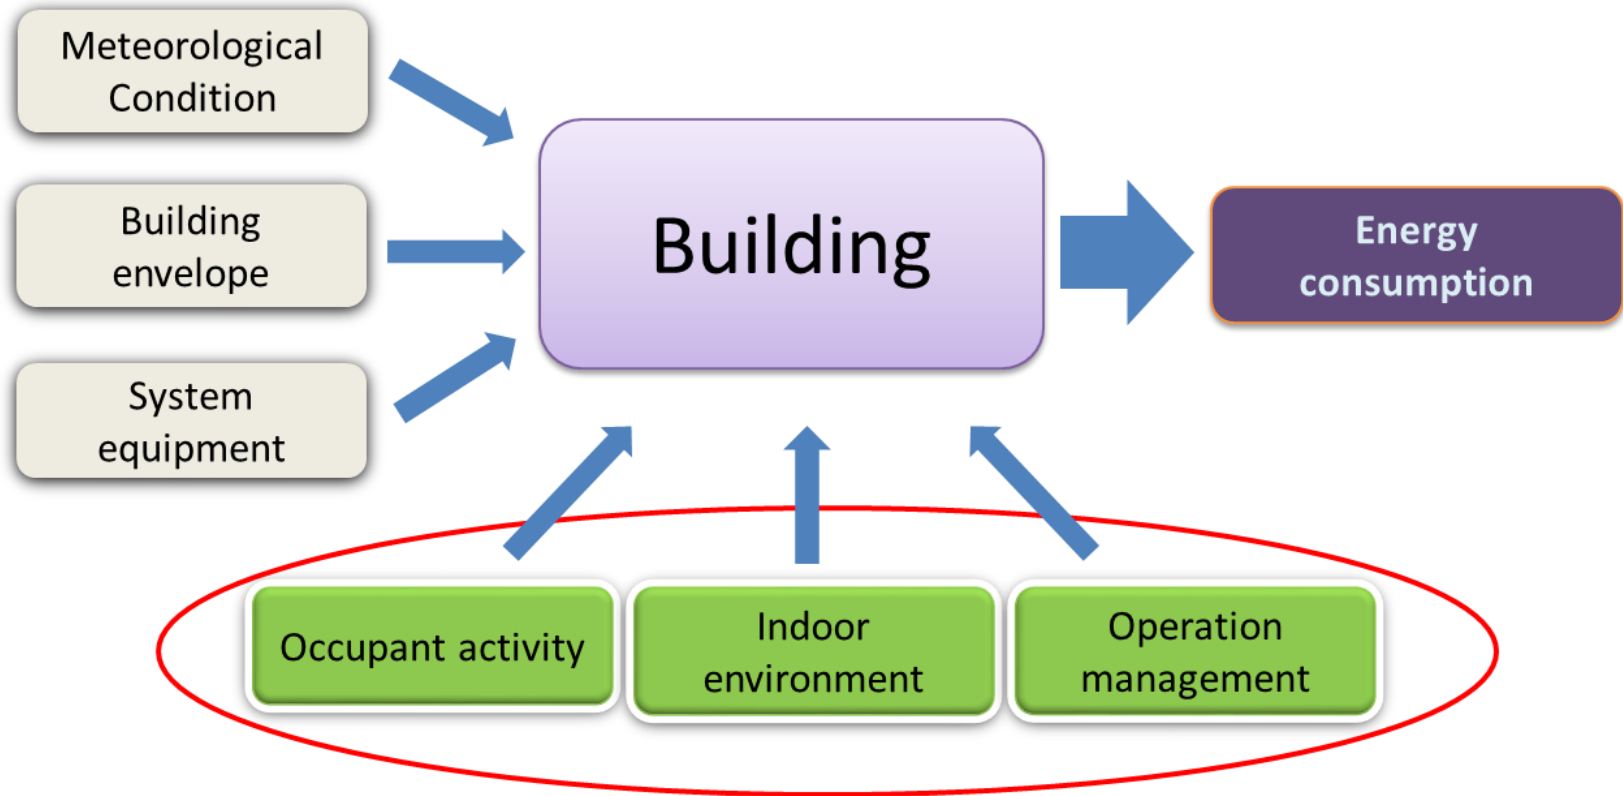 Meteorological
Condition
Building
envelope
System
equipment
Building
Energy
consumption
Occupant activity
Indoor
environment
Operation
management